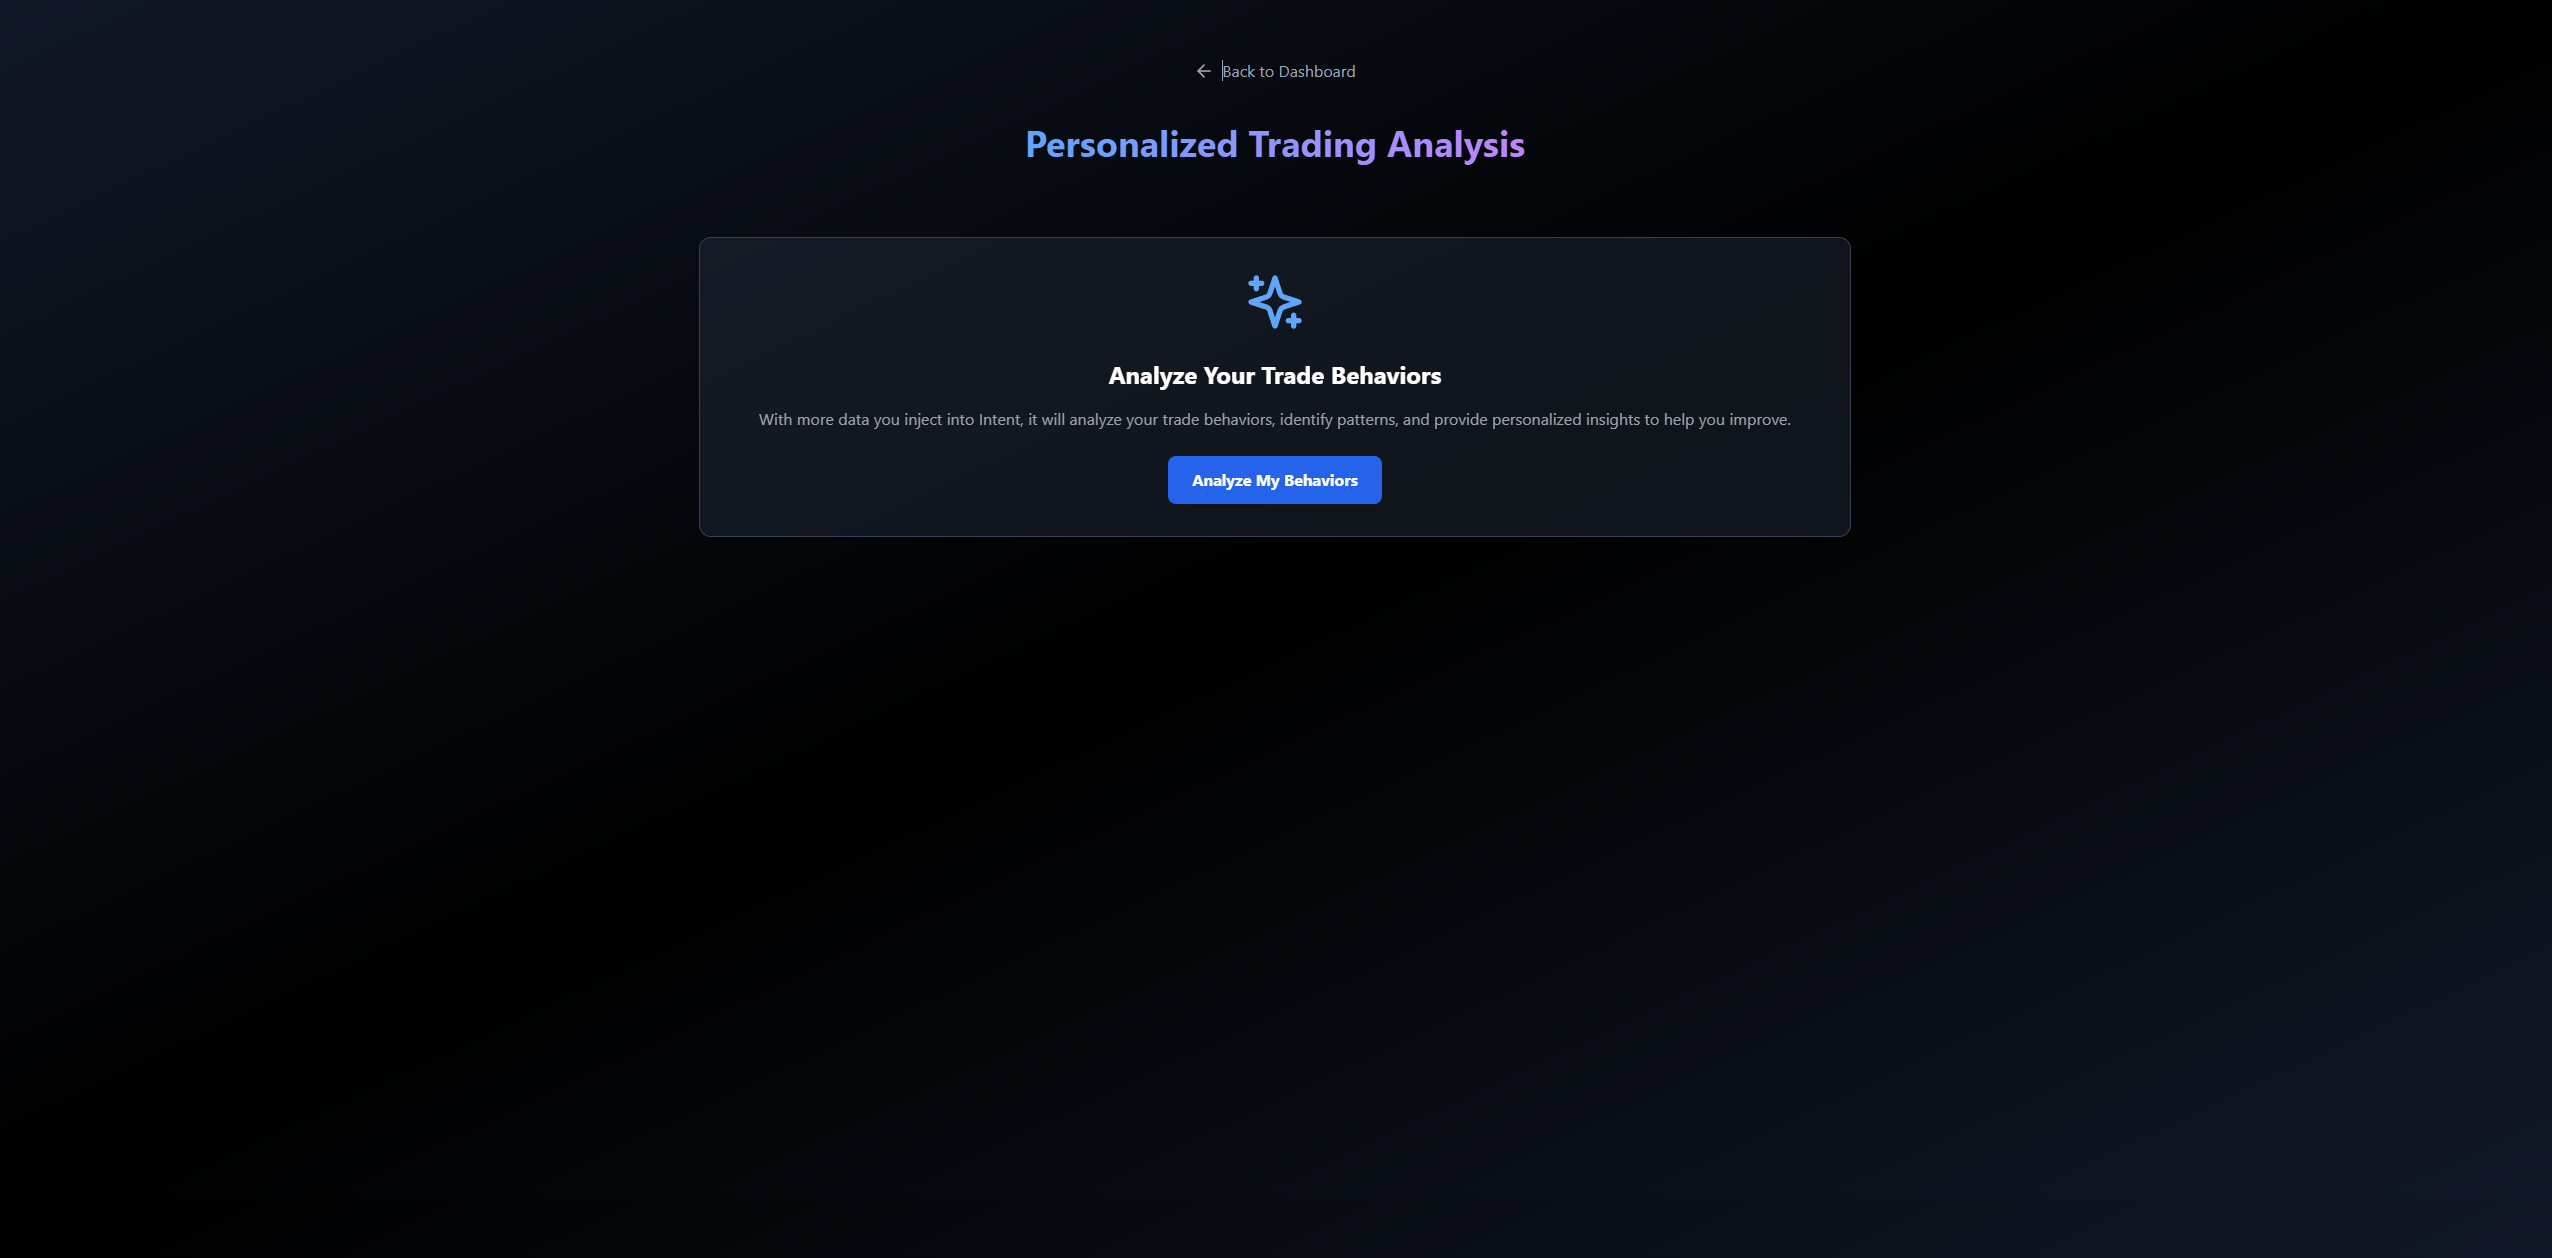 Back to Dashboard
Personalized Trading Analysis
Analyze Your Trade Behaviors
With more data you inject into Intent, it will analyze your trade behaviors, identify patterns, and provide personalized insights to help you improve.
Analyze My Behaviors